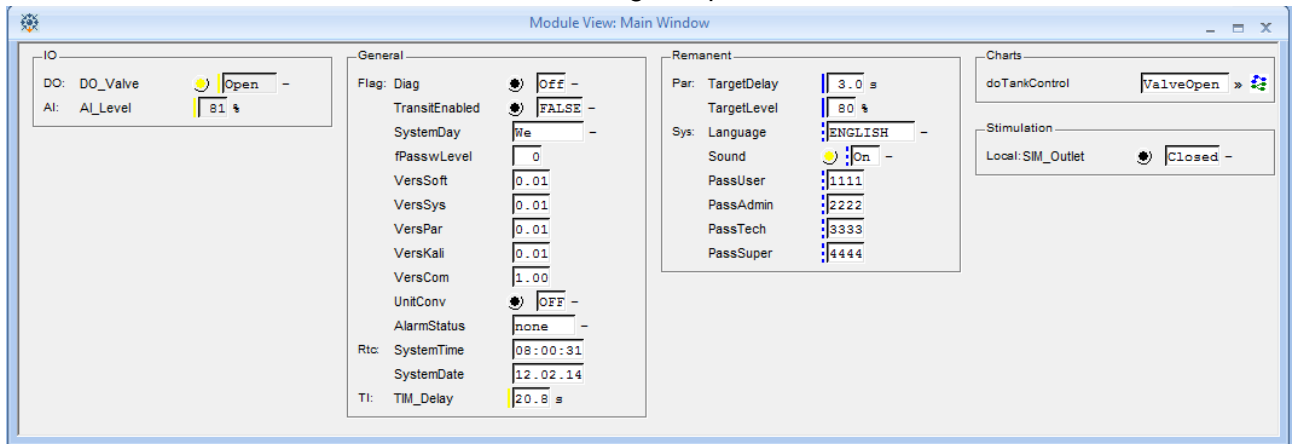 Module View: Main Window
IO
DO: DO_Valve Open -
AI: AI_Level 81 %
General
Flag: Diag Off -
TransitEnabled FALSE -
SystemDay We -
fPasswLevel 0
VersSoft 0.01
VersSys 0.01
VersPar 0.01
VersKali 0.01
VersCom 1.00
UnitConv OFF -
AlarmStatus none -
Rtc: SystemTime 08:00:31
SystemDate 12.02.14
TI: TIM_Delay 20.8 s
Remanent
Par: TargetDelay 3.0 s
TargetLevel 80 %
Sys: Language ENGLISH -
Sound On -
PassUser 1111
PassAdmin 2222
PassTech 3333
PassSuper 4444
Charts
doTankControl ValveOpen »
Stimulation
Local: SIM_Outlet Closed -